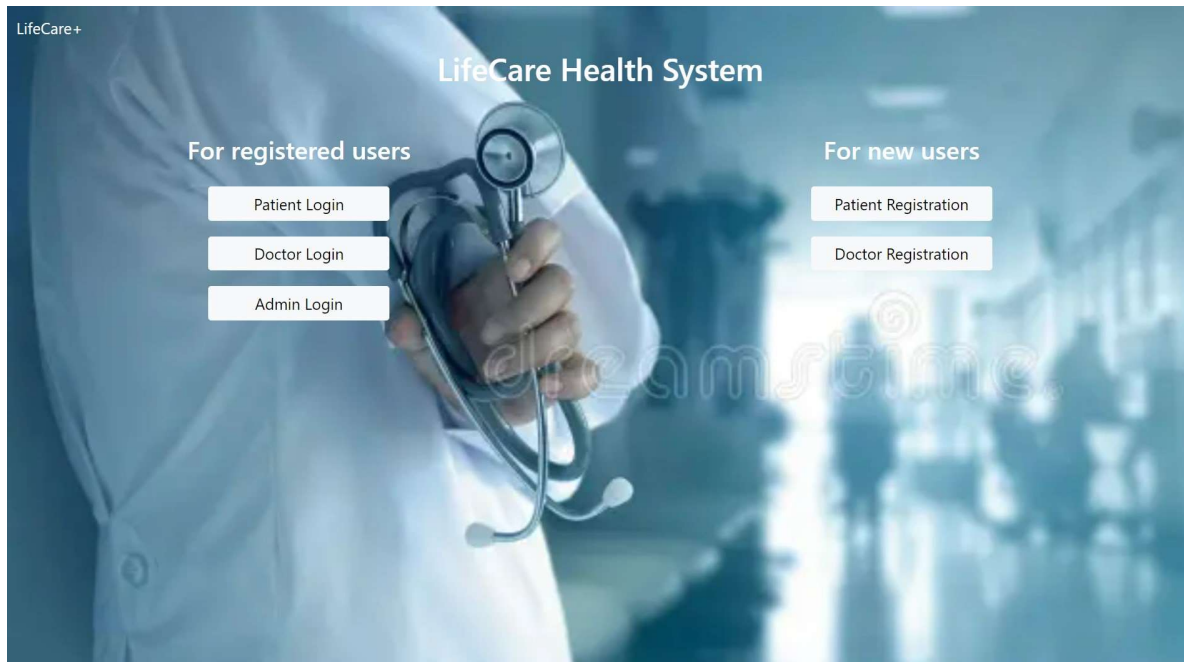 LifeCare+
LifeCare Health System
For registered users
Patient Login
Doctor Login
Admin Login
For new users
Patient Registration
Doctor Registration
dreamstime.